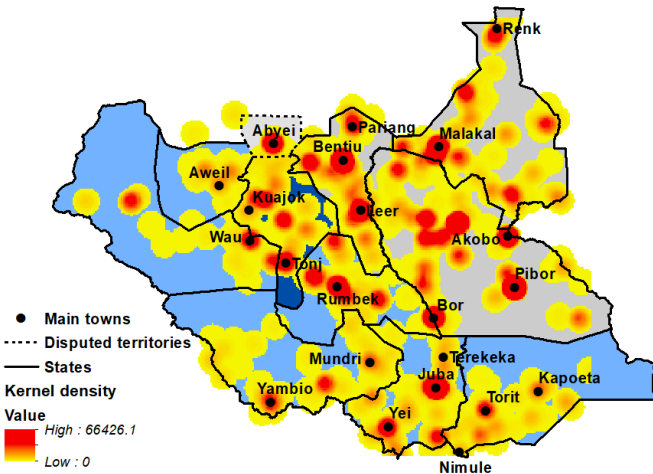 Renk
Abyei
Pariang
Malakal
Bentiu
Aweil
Kuajok
Leer
Wau
Akobo
Tonj
Pibor
Rumbek
Bor
Main towns
Disputed territories
States
Kernel density
Value
High : 66426.1
Low : 0
Mundri
Terekeka
Juba
Kapoeta
Yambio
Torit
Yei
Nimule